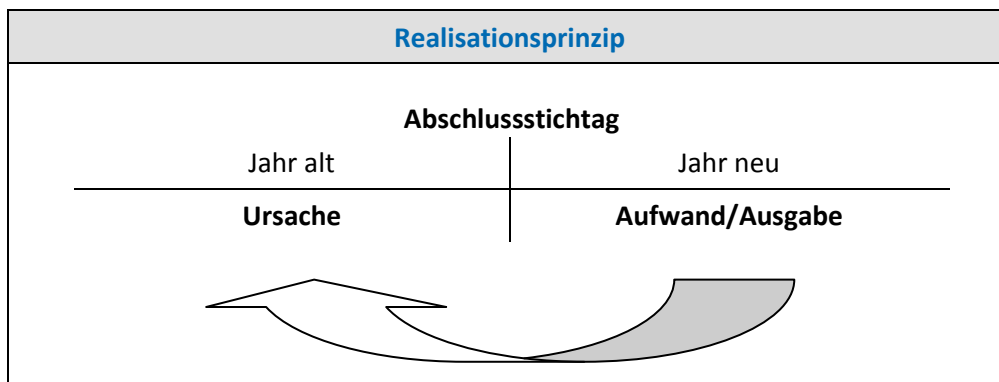 Realisationsprinzip
Abschlussstichtag
Jahr alt Jahr neu
Ursache Aufwand/Ausgabe